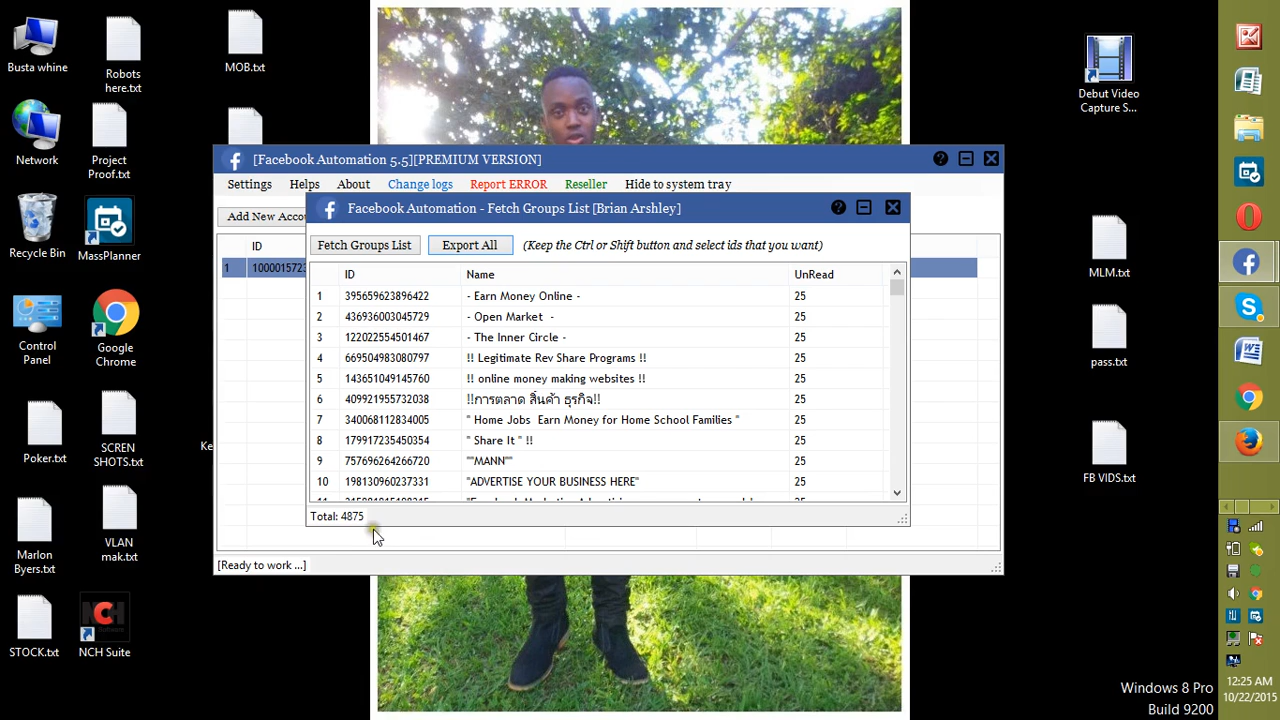 Busta whine
Robots
here.txt
MOB.txt
Debut Video
Capture S...
[Facebook Automation 5.5][PREMIUM VERSION]
Settings Helps About Change logs Report ERROR Reseller Hide to system tray
Network
Project
Proof.txt
Facebook Automation - Fetch Groups List [Brian Arshley]
Add New Accou
Fetch Groups List Export All (Keep the Ctrl or Shift button and select ids that you want)
Recycle Bin
MassPlanner
ID
1 1000015723
ID Name UnRead
1 395659623896422 - Earn Money Online - 25
2 436936003045729 - Open Market - 25
3 122022554501467 - The Inner Circle - 25
4 669504983080797 !! Legitimate Rev Share Programs !! 25
5 143651049145760 !! online money making websites !! 25
6 409921955732038 !!การตลาด สิ้นค้า ธุรกิจ!! 25
7 340068112834005 " Home Jobs Earn Money for Home School Families " 25
8 179917235450354 " Share It " !! 25
9 757696264266720 ""MANN"" 25
10 198130960237331 "ADVERTISE YOUR BUSINESS HERE" 25
Total: 4875
[Ready to work ...]
MLM.txt
Control
Panel
Google
Chrome
pass.txt
Poker.txt
SCREN
SHOTS.txt
Ke
FB VIDS.txt
Marlon
Byers.txt
VLAN
mak.txt
STOCK.txt
NCH
NCH Suite
Windows 8 Pro
Build 9200
12:25 AM
10/22/2015